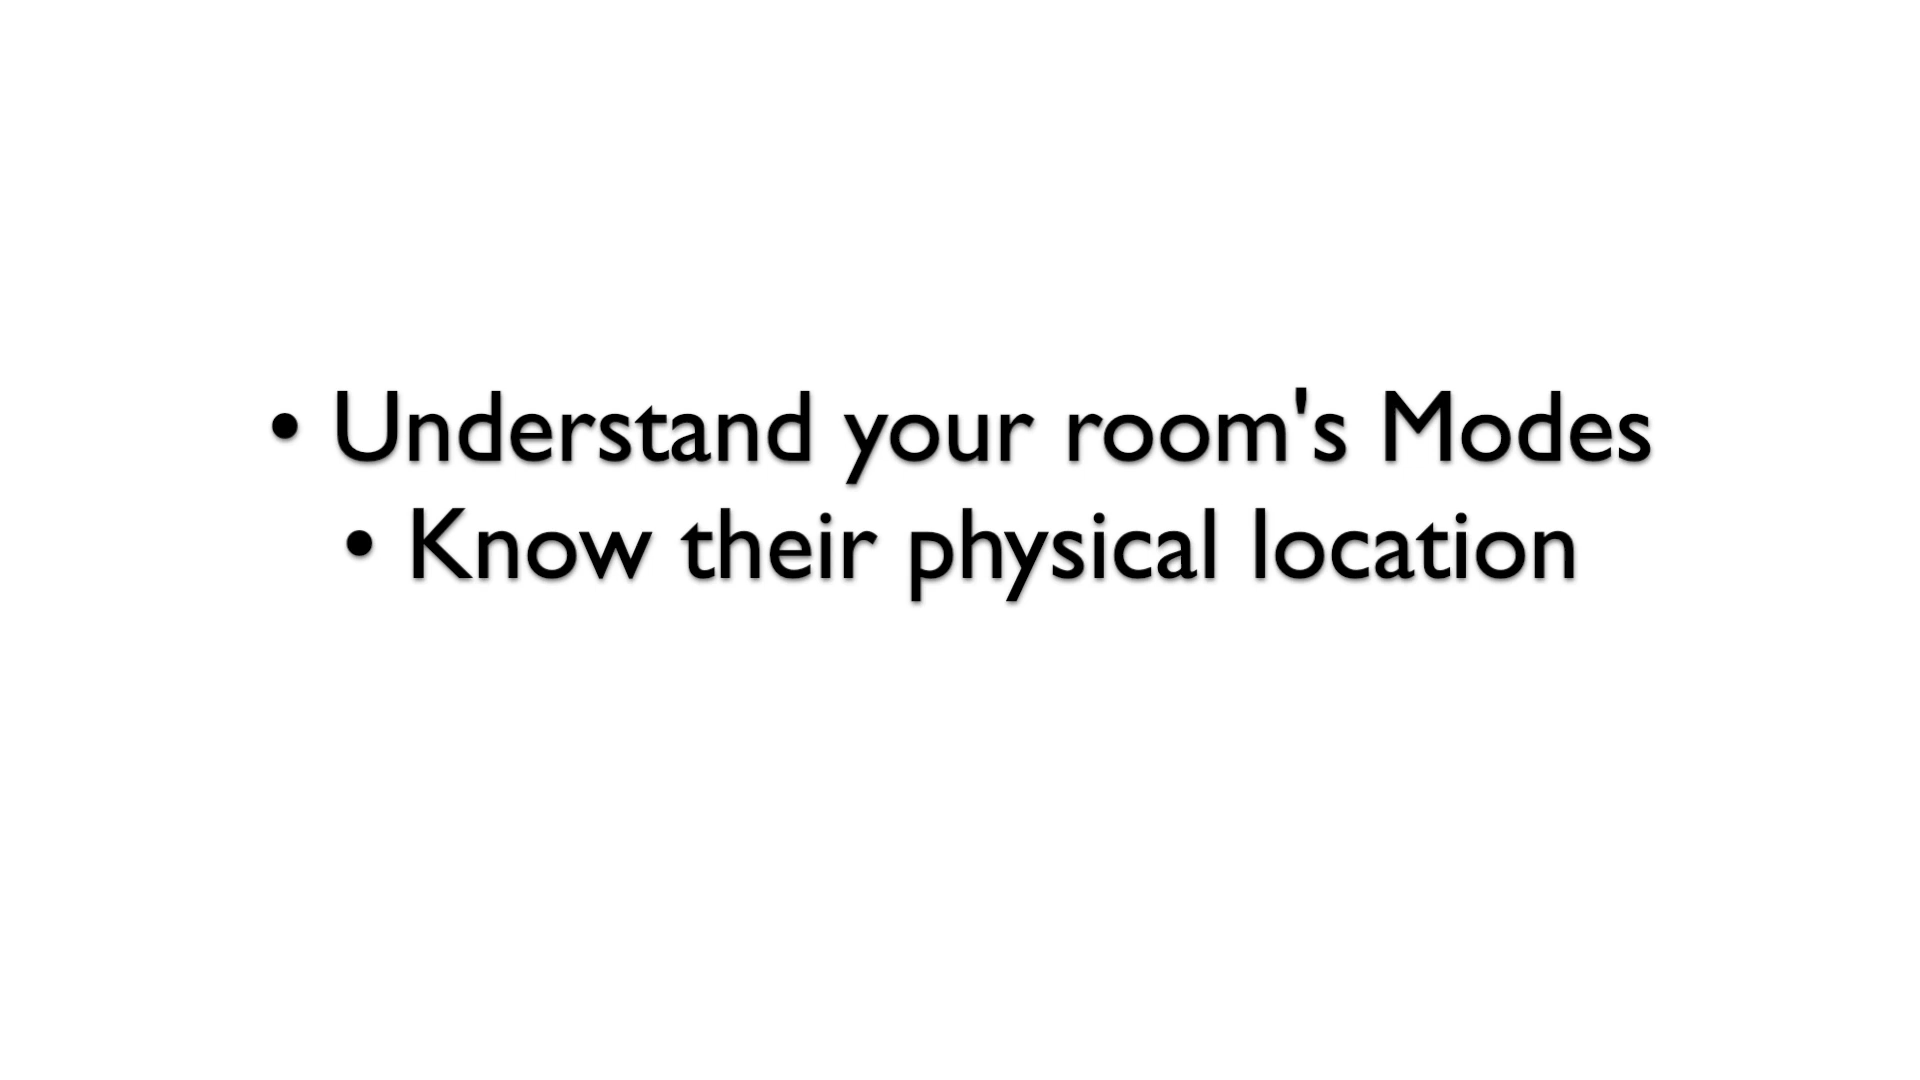 • Understand your room's Modes
• Know their physical location